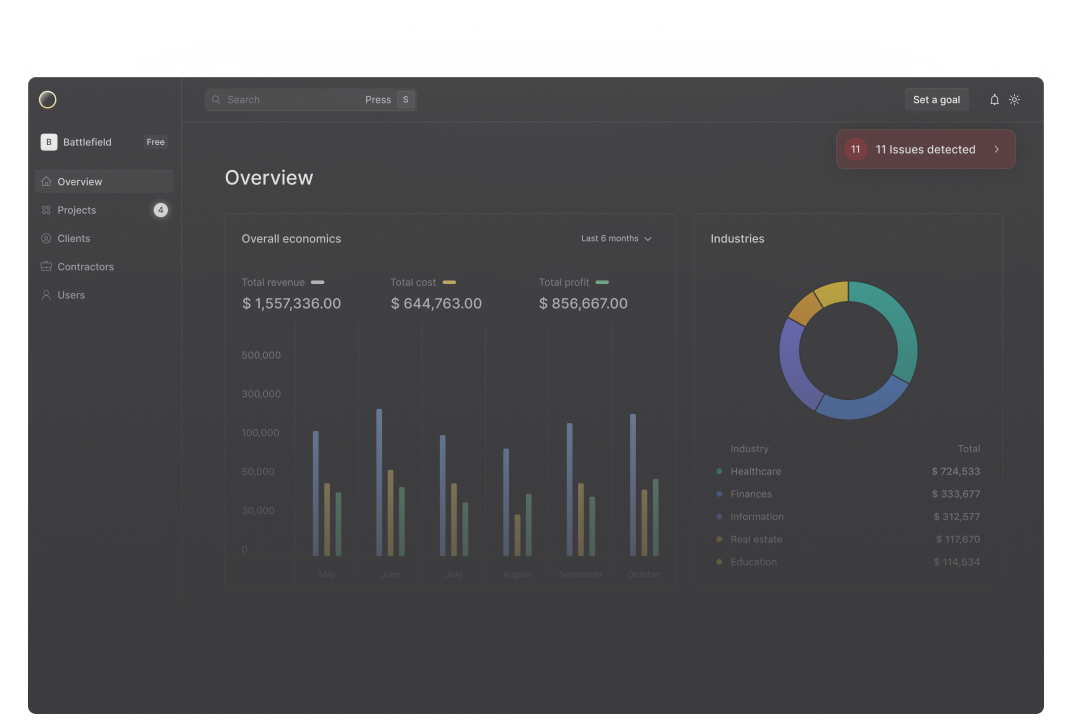 Search Press S Set a goal
B Battlefield Free
11 11 Issues detected >
Overview
Projects 4
Clients
Contractors
Users
Overview
Overall economics Last 6 months
Total revenue Total cost Total profit
$ 1,557,336.00 $ 644,763.00 $ 856,667.00
500,000
300,000
100,000
50,000
30,000
0
May June July August September October
Industries
Industry Total
Healthcare $ 724,533
Finances $ 333,677
Information $ 312,577
Real estate $ 117,670
Education $ 114,534